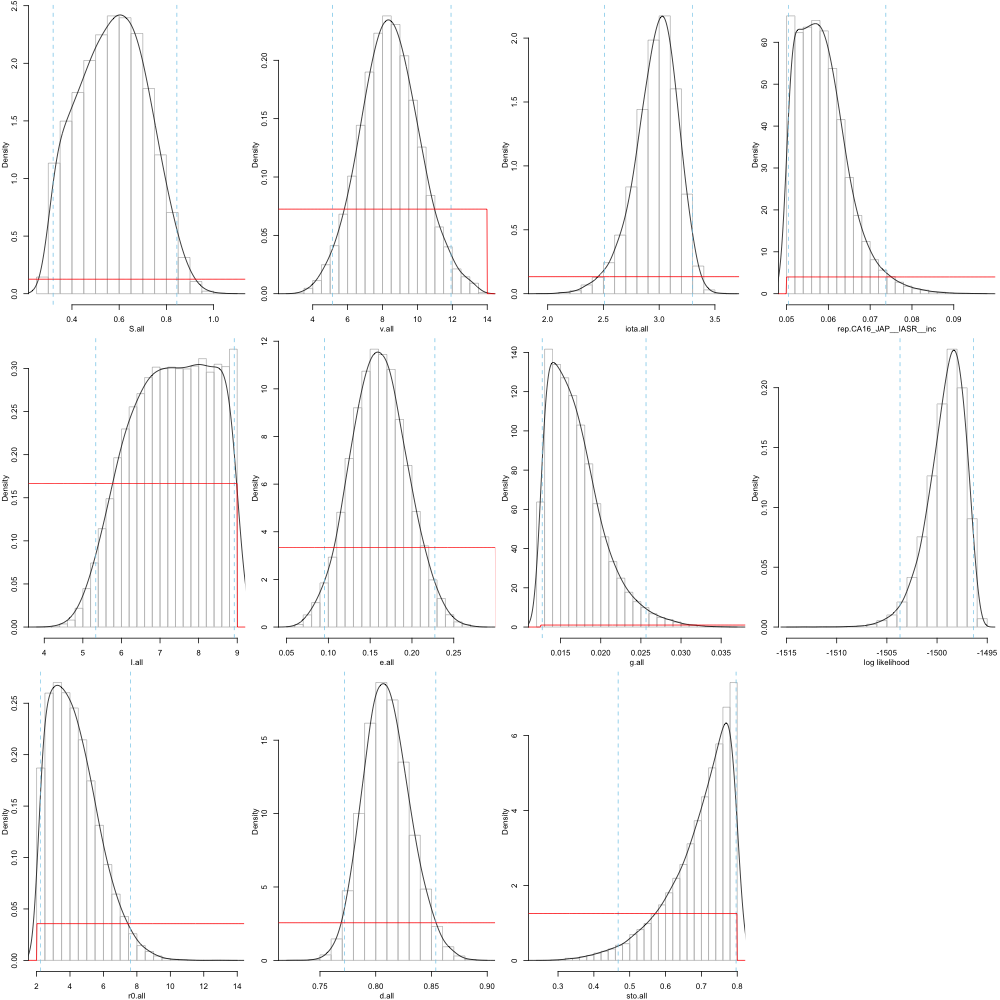 Density
0.0 0.5 1.0 1.5 2.0 2.5
0.4 0.6 0.8 1.0
S.all
Density
0.00 0.05 0.10 0.15 0.20
4 6 8 10 12 14
v.all
Density
0.0 0.5 1.0 1.5 2.0
2.0 2.5 3.0 3.5
iota.all
Density
0 10 20 30 40 50 60
0.05 0.06 0.07 0.08 0.09
rep.CA16_JAP__IASR__inc
Density
0.00 0.05 0.10 0.15 0.20 0.25 0.30
4 5 6 7 8 9
l.all
Density
0 2 4 6 8 10 12
0.05 0.10 0.15 0.20 0.25
e.all
Density
0 20 40 60 80 100 120 140
0.015 0.020 0.025 0.030 0.035
g.all
Density
0.00 0.05 0.10 0.15 0.20
-1515 -1510 -1505 -1500 -1495
log likelihood
Density
0.00 0.05 0.10 0.15 0.20 0.25
2 4 6 8 10 12 14
r0.all
Density
0 5 10 15
0.75 0.80 0.85 0.90
d.all
Density
0 2 4 6
0.3 0.4 0.5 0.6 0.7 0.8
sto.all